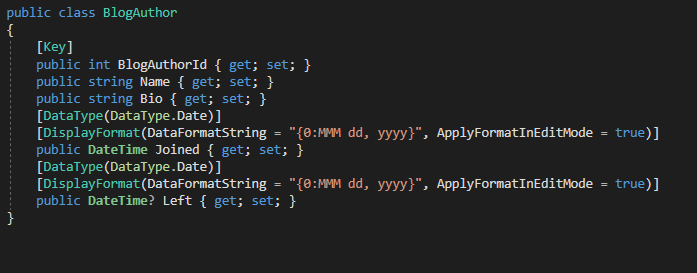 public class BlogAuthor
{
[Key]
public int BlogAuthorId { get; set; }
public string Name { get; set; }
public string Bio { get; set; }
[DataType(DataType.Date)]
[DisplayFormat(DataFormatString = "{0:MMM dd, yyyy}", ApplyFormatInEditMode = true)]
public DateTime Joined { get; set; }
[DataType(DataType.Date)]
[DisplayFormat(DataFormatString = "{0:MMM dd, yyyy}", ApplyFormatInEditMode = true)]
public DateTime? Left { get; set; }
}